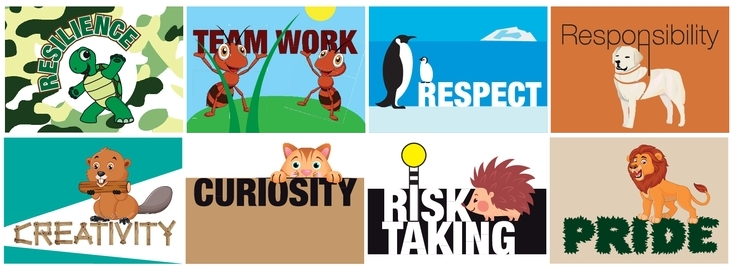 RESILIENCE
TEAM WORK
RESPECT
Responsibility
CREATIVITY
CURIOSITY
RISK
TAKING
PRIDE